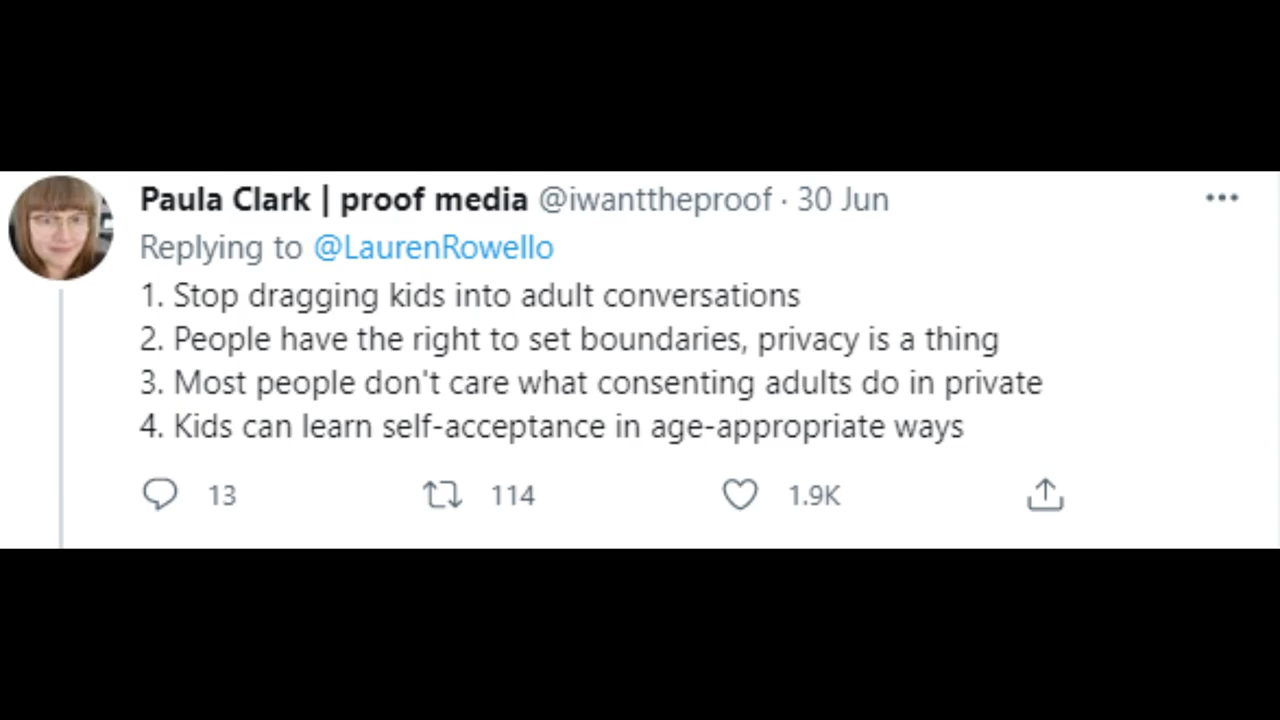 Paula Clark | proof media @iwanttheproof · 30 Jun
Replying to @LaurenRowello
1. Stop dragging kids into adult conversations
2. People have the right to set boundaries, privacy is a thing
3. Most people don't care what consenting adults do in private
4. Kids can learn self-acceptance in age-appropriate ways
13 114 1.9K